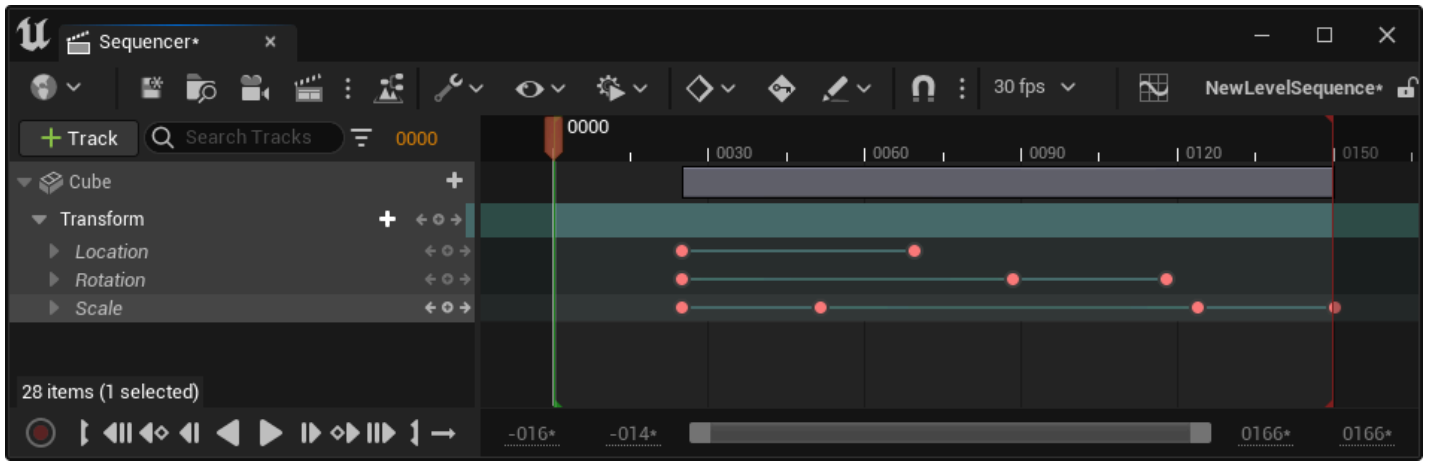 Sequencer*
30 fps
NewLevelSequence*
+ Track
Search Tracks
0000
0000
0030
0060
0090
0120
0150
Cube
Transform
Location
Rotation
Scale
28 items (1 selected)
-016*
-014*
0166*
0166*